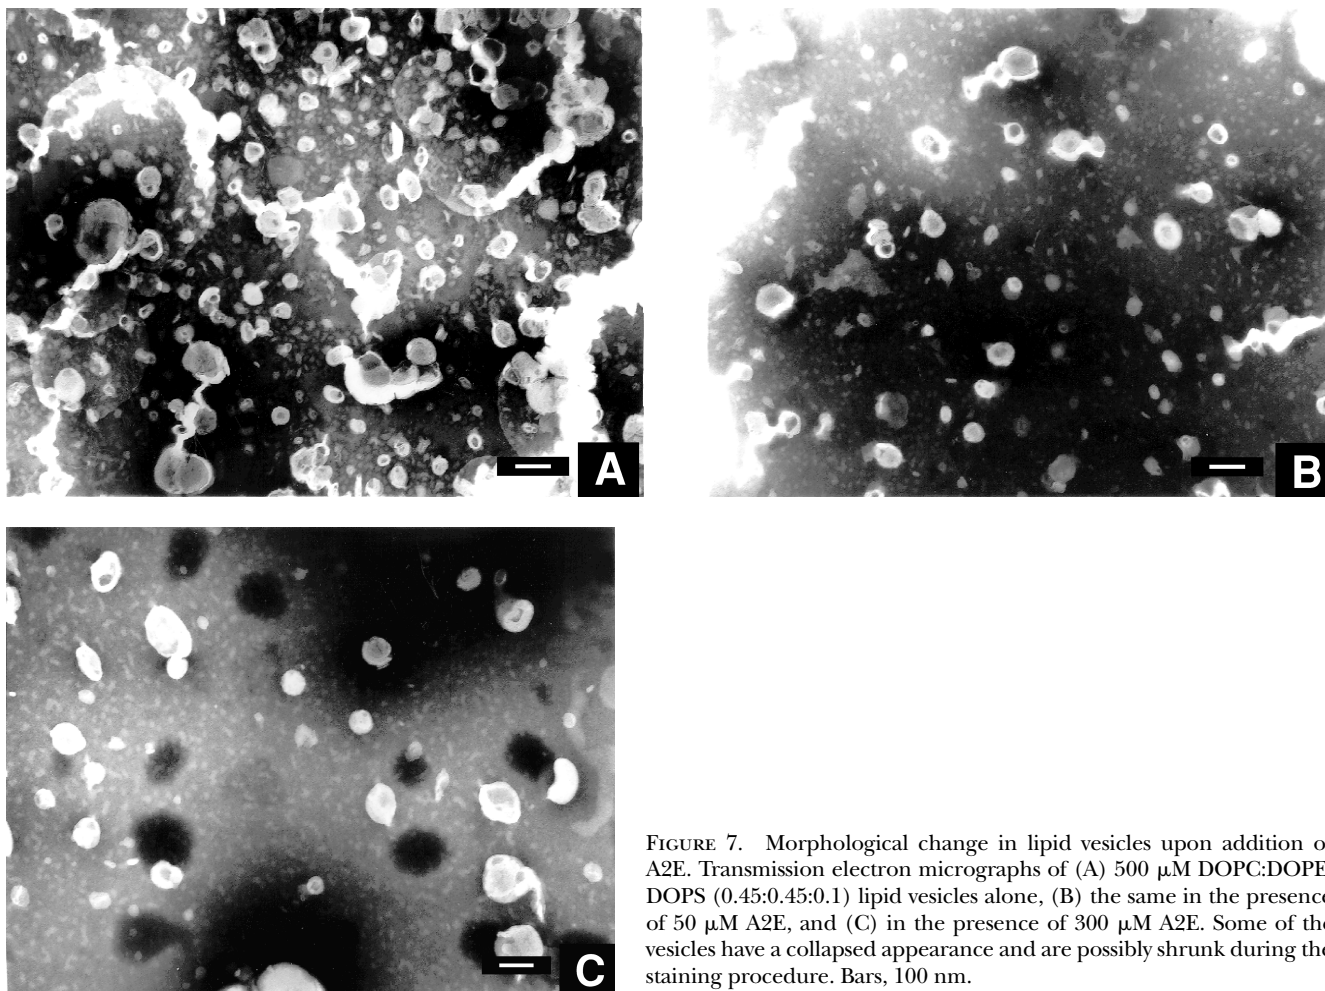 A
B
C
FIGURE 7. Morphological change in lipid vesicles upon addition o
A2E. Transmission electron micrographs of (A) 500 μM DOPC:DOPE
DOPS (0.45:0.45:0.1) lipid vesicles alone, (B) the same in the presence
of 50 μM A2E, and (C) in the presence of 300 μM A2E. Some of the
vesicles have a collapsed appearance and are possibly shrunk during the
staining procedure. Bars, 100 nm.